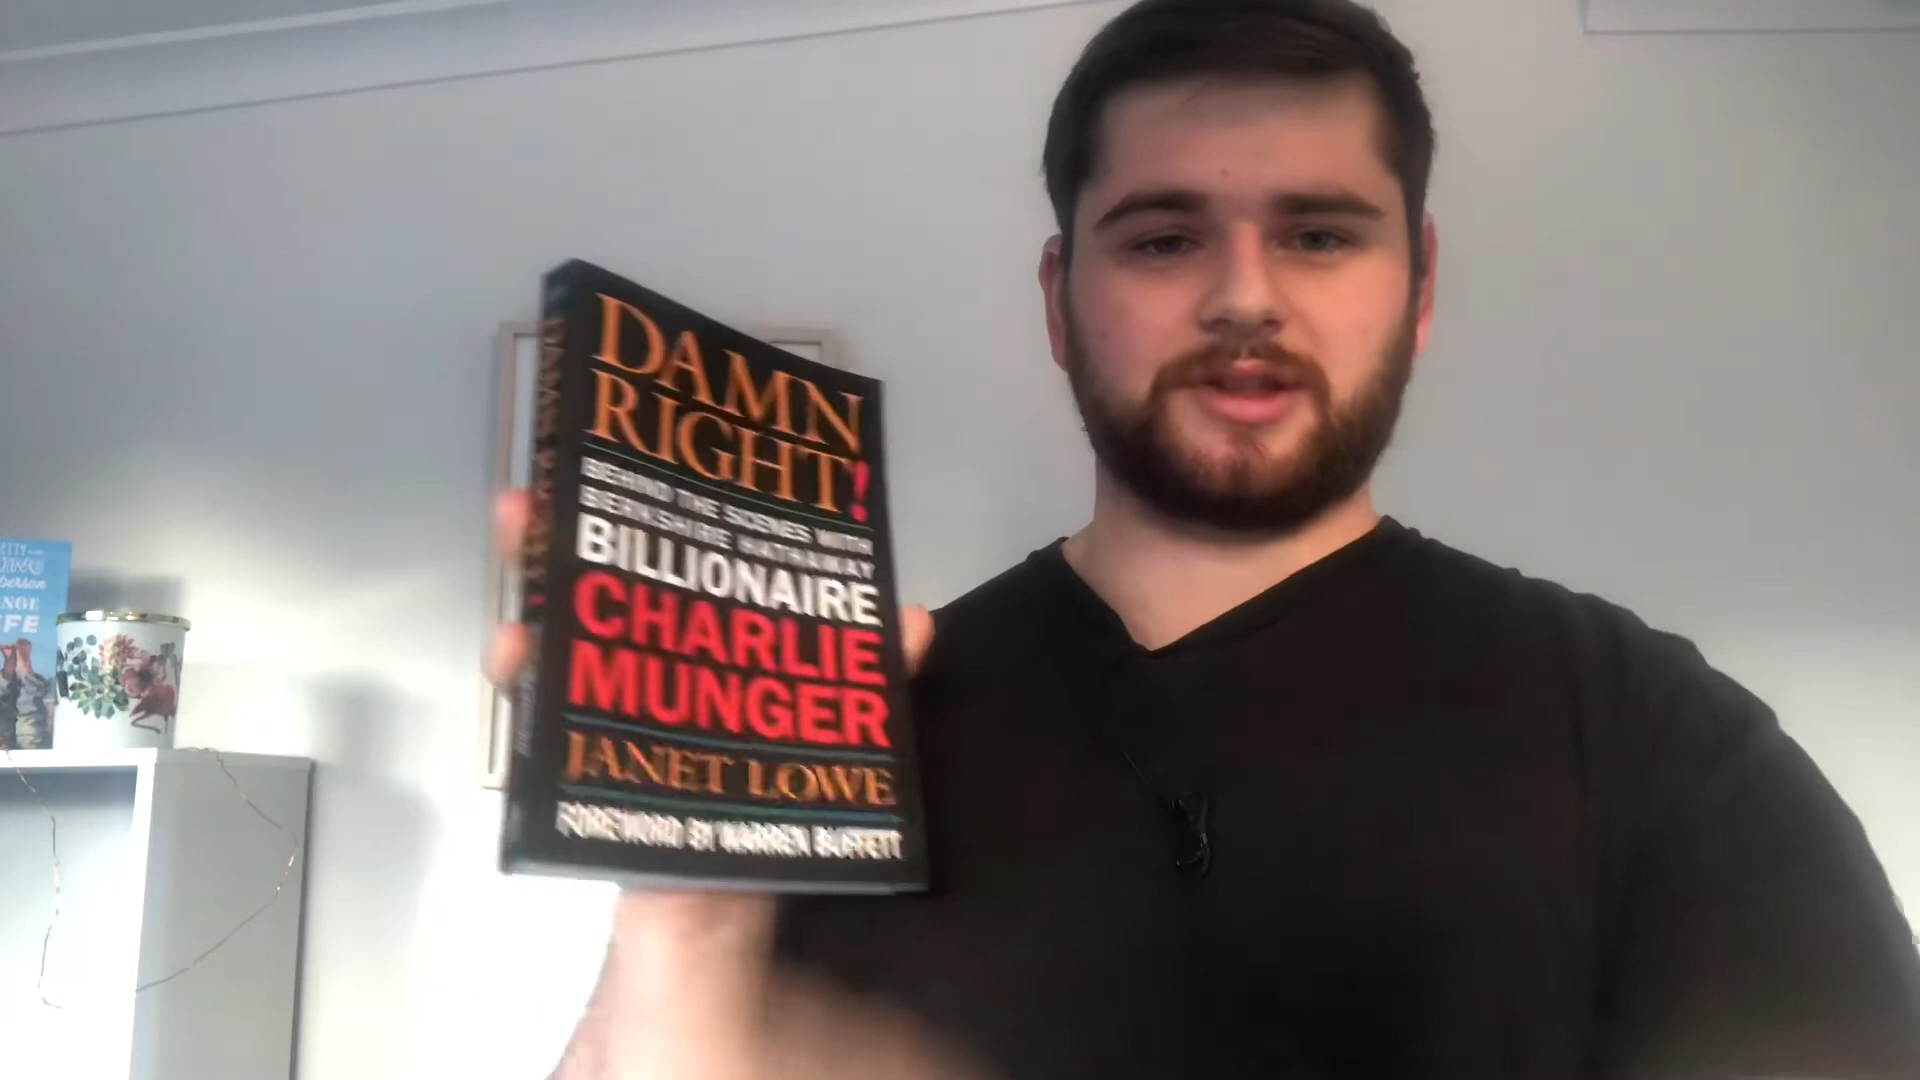 DAMN
RIGHT!
BEHIND THE SCENES WITH
BERKSHIRE HATHAWAY
BILLIONAIRE
CHARLIE
MUNGER
JANET LOWE
FOREWORD BY WARREN BUFFETT